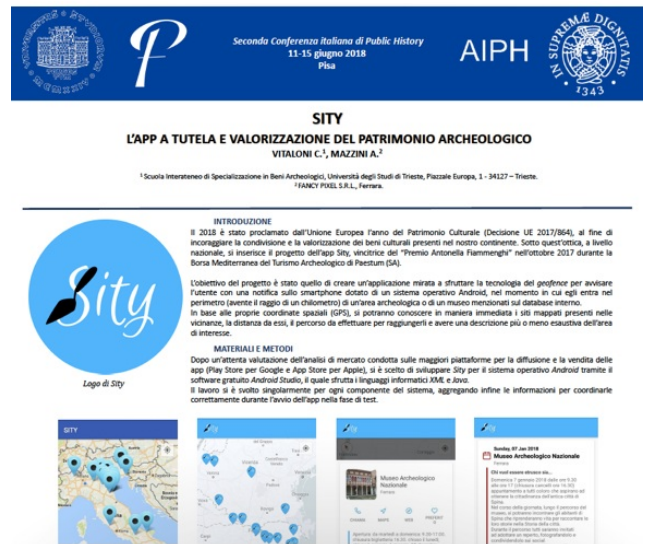 Seconda Conferenza italiana di Public History
11-15 giugno 2018
Pisa
AIPH
IN SUPREMÆ DIGNITATIS
1343
SITY
L'APP A TUTELA E VALORIZZAZIONE DEL PATRIMONIO ARCHEOLOGICO
VITALONI C.¹, MAZZINI A.²
¹ Scuola Interateneo di Specializzazione in Beni Archeologici, Università degli Studi di Trieste, Piazzale Europa, 1 - 34127 – Trieste.
² FANCY PIXEL S.R.L., Ferrara.
INTRODUZIONE
Il 2018 è stato proclamato dall'Unione Europea l'anno del Patrimonio Culturale (Decisione UE 2017/864), al fine di
incoraggiare la condivisione e la valorizzazione dei beni culturali presenti nel nostro continente. Sotto quest'ottica, a livello
nazionale, si inserisce il progetto dell'app Sity, vincitrice del "Premio Antonella Fiammenghi" nell'ottobre 2017 durante la
Borsa Mediterranea del Turismo Archeologico di Paestum (SA).
L'obiettivo del progetto è stato quello di creare un'applicazione mirata a sfruttare la tecnologia del geofence per avvisare
l'utente con una notifica sullo smartphone dotato di un sistema operativo Android, nel momento in cui egli entra nel
perimetro (avente il raggio di un chilometro) di un'area archeologica o di un museo menzionati sul database interno.
In base alle proprie coordinate spaziali (GPS), si potranno conoscere in maniera immediata i siti mappati presenti nelle
vicinanze, la distanza da essi, il percorso da effettuare per raggiungerli e avere una descrizione più o meno esaustiva dell'area
di interesse.
Sity
Logo di Sity
MATERIALI E METODI
Dopo un'attenta valutazione dell'analisi di mercato condotta sulle maggiori piattaforme per la diffusione e la vendita delle
app (Play Store per Google e App Store per Apple), si è scelto di sviluppare Sity per il sistema operativo Android tramite il
software gratuito Android Studio, il quale sfrutta i linguaggi informatici XML e Java.
Il lavoro si è svolto singolarmente per ogni componente del sistema, aggregando infine le informazioni per coordinarle
correttamente durante l'avvio dell'app nella fase di test.
SITY
Sity
Sity
Museo Archeologico
Nazionale
Ferrara
Sity
Sunday, 07 Jan 2018
Museo Archeologico Nazionale
Ferrara